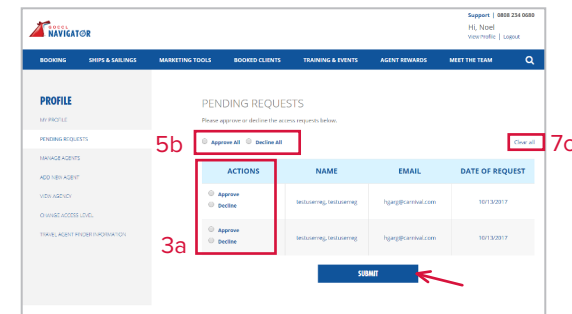 Support | 0808 234 0680
GOCCL
NAVIGATOR
Hi, Noel
View Profile | Logout
BOOKING SHIPS & SAILINGS MARKETING TOOLS BOOKED CLIENTS TRAINING & EVENTS AGENT REWARDS MEET THE TEAM
PROFILE
MY PROFILE
PENDING REQUESTS
MANAGE AGENTS
ADD NEW AGENT
VIEW AGENCY
CHANGE ACCESS LEVEL
TRAVEL AGENT FINDER INFORMATION
PENDING REQUESTS
Please approve or decline the access requests below.
5b Approve All Decline All Clear all 7c
ACTIONS NAME EMAIL DATE OF REQUEST
Approve
Decline
testuserreg, testuserreg hgarg@carnival.com 10/13/2017
3a
Approve
Decline
testuserreg, testuserreg hgarg@carnival.com 10/13/2017
SUBMIT